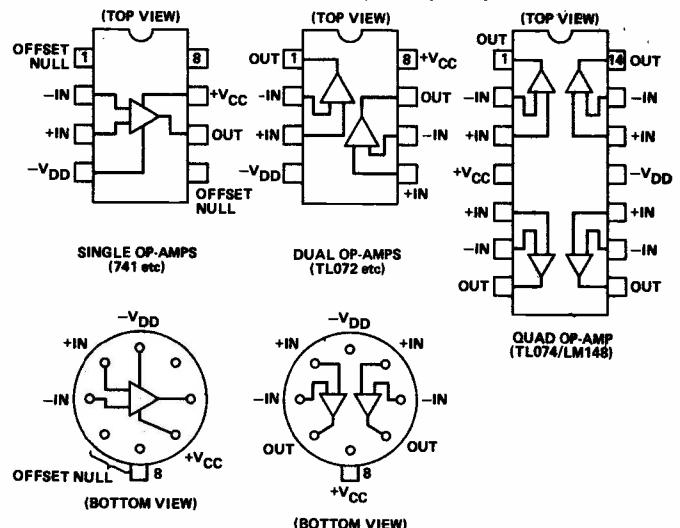 (TOP VIEW)
OFFSET
NULL
1
8
−IN
+VCC
+IN
OUT
−VDD
OFFSET
NULL
SINGLE OP-AMPS
(741 etc)
(TOP VIEW)
OUT
1
8
+VCC
-IN
OUT
+IN
−IN
−VDD
+IN
DUAL OP-AMPS
(TL072 etc)
(TOP VIEW)
OUT
1
14
OUT
−IN
−IN
+IN
+IN
+VCC
−VDD
+IN
+IN
−IN
−IN
OUT
OUT
QUAD OP-AMP
(TL074/LM148)
−VDD
+IN
−IN
OFFSET NULL
8
+VCC
(BOTTOM VIEW)
−VDD
+IN
+IN
−IN
−IN
OUT
OUT
8
+VCC
(BOTTOM VIEW)